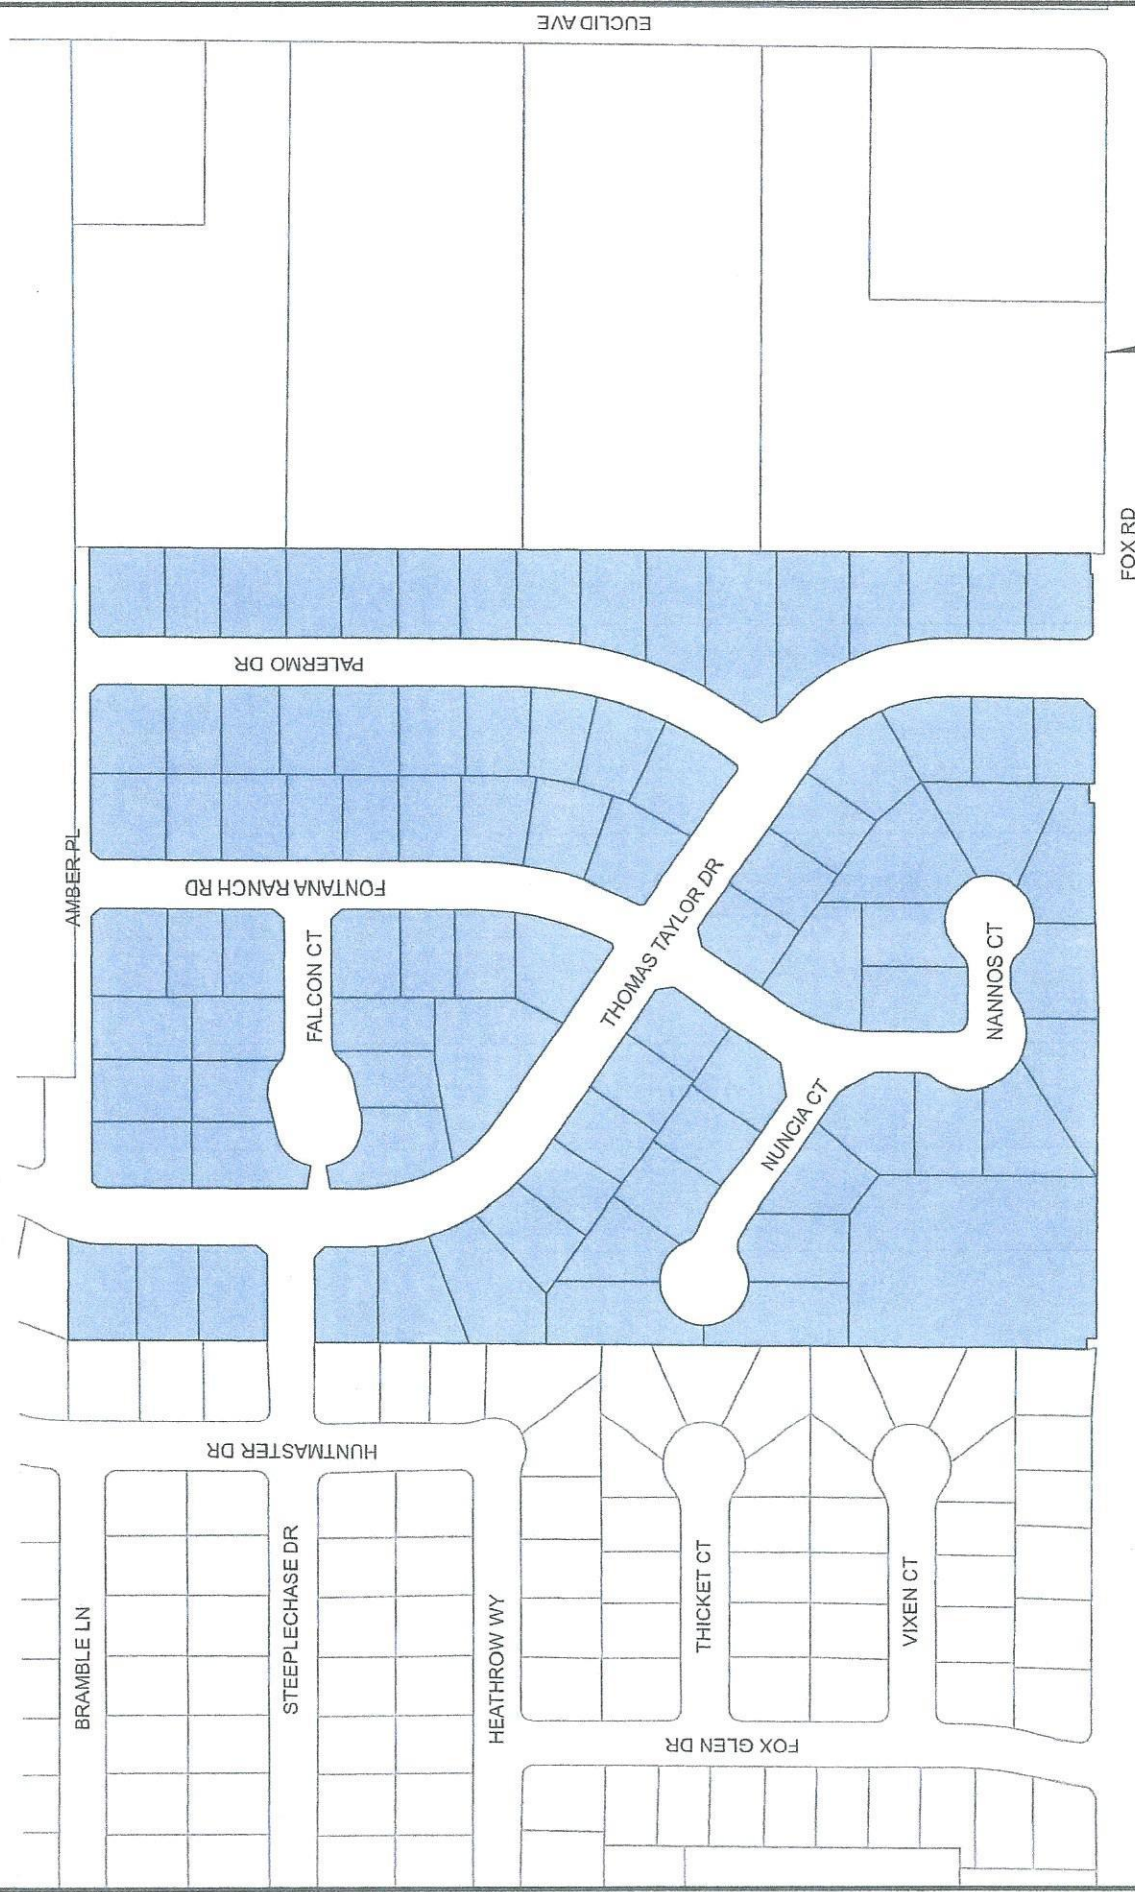 EUCLID AVE
FOX RD
PALERMO DR
AMBER PL
FONTANA RANCH RD
FALCON CT
THOMAS TAYLOR DR
NANNOS CT
NUNCIA CT
HUNTMASTER DR
BRAMBLE LN
STEEPLECHASE DR
HEATHROW WY
THICKET CT
VIXEN CT
FOX GLEN DR